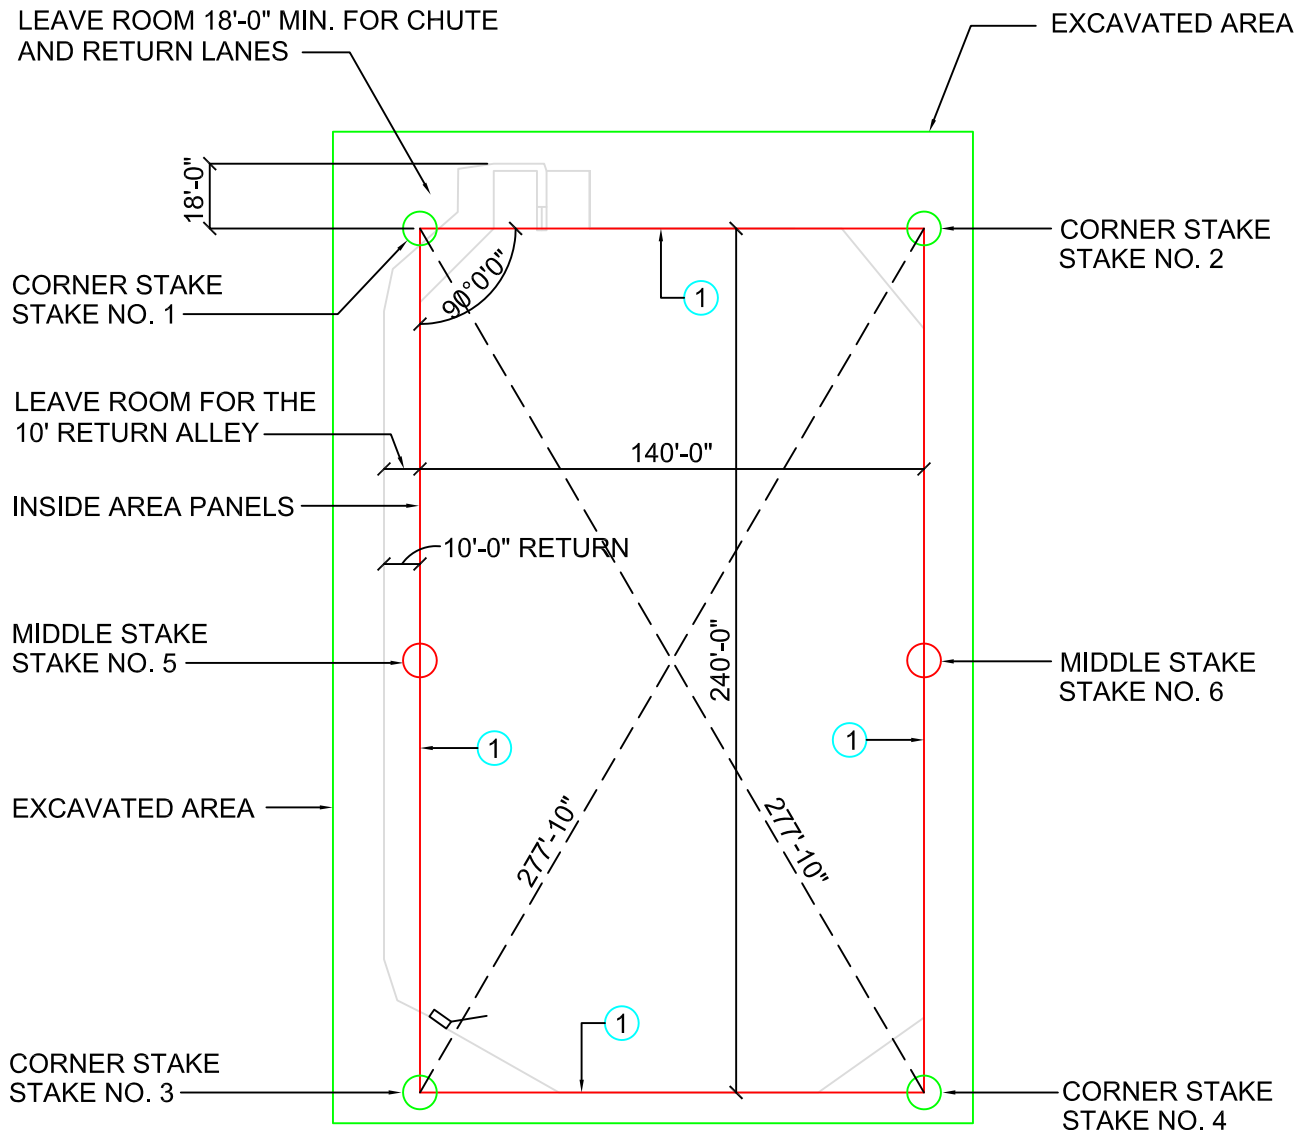 LEAVE ROOM 18'-0" MIN. FOR CHUTE
AND RETURN LANES
EXCAVATED AREA
18'-0"
CORNER STAKE
STAKE NO. 2
CORNER STAKE
STAKE NO. 1
90°0'0"
1
LEAVE ROOM FOR THE
10' RETURN ALLEY
140'-0"
INSIDE AREA PANELS
10'-0" RETURN
MIDDLE STAKE
STAKE NO. 5
240'-0"
MIDDLE STAKE
STAKE NO. 6
1
1
EXCAVATED AREA
277'-10"
277'-10"
1
CORNER STAKE
STAKE NO. 3
CORNER STAKE
STAKE NO. 4